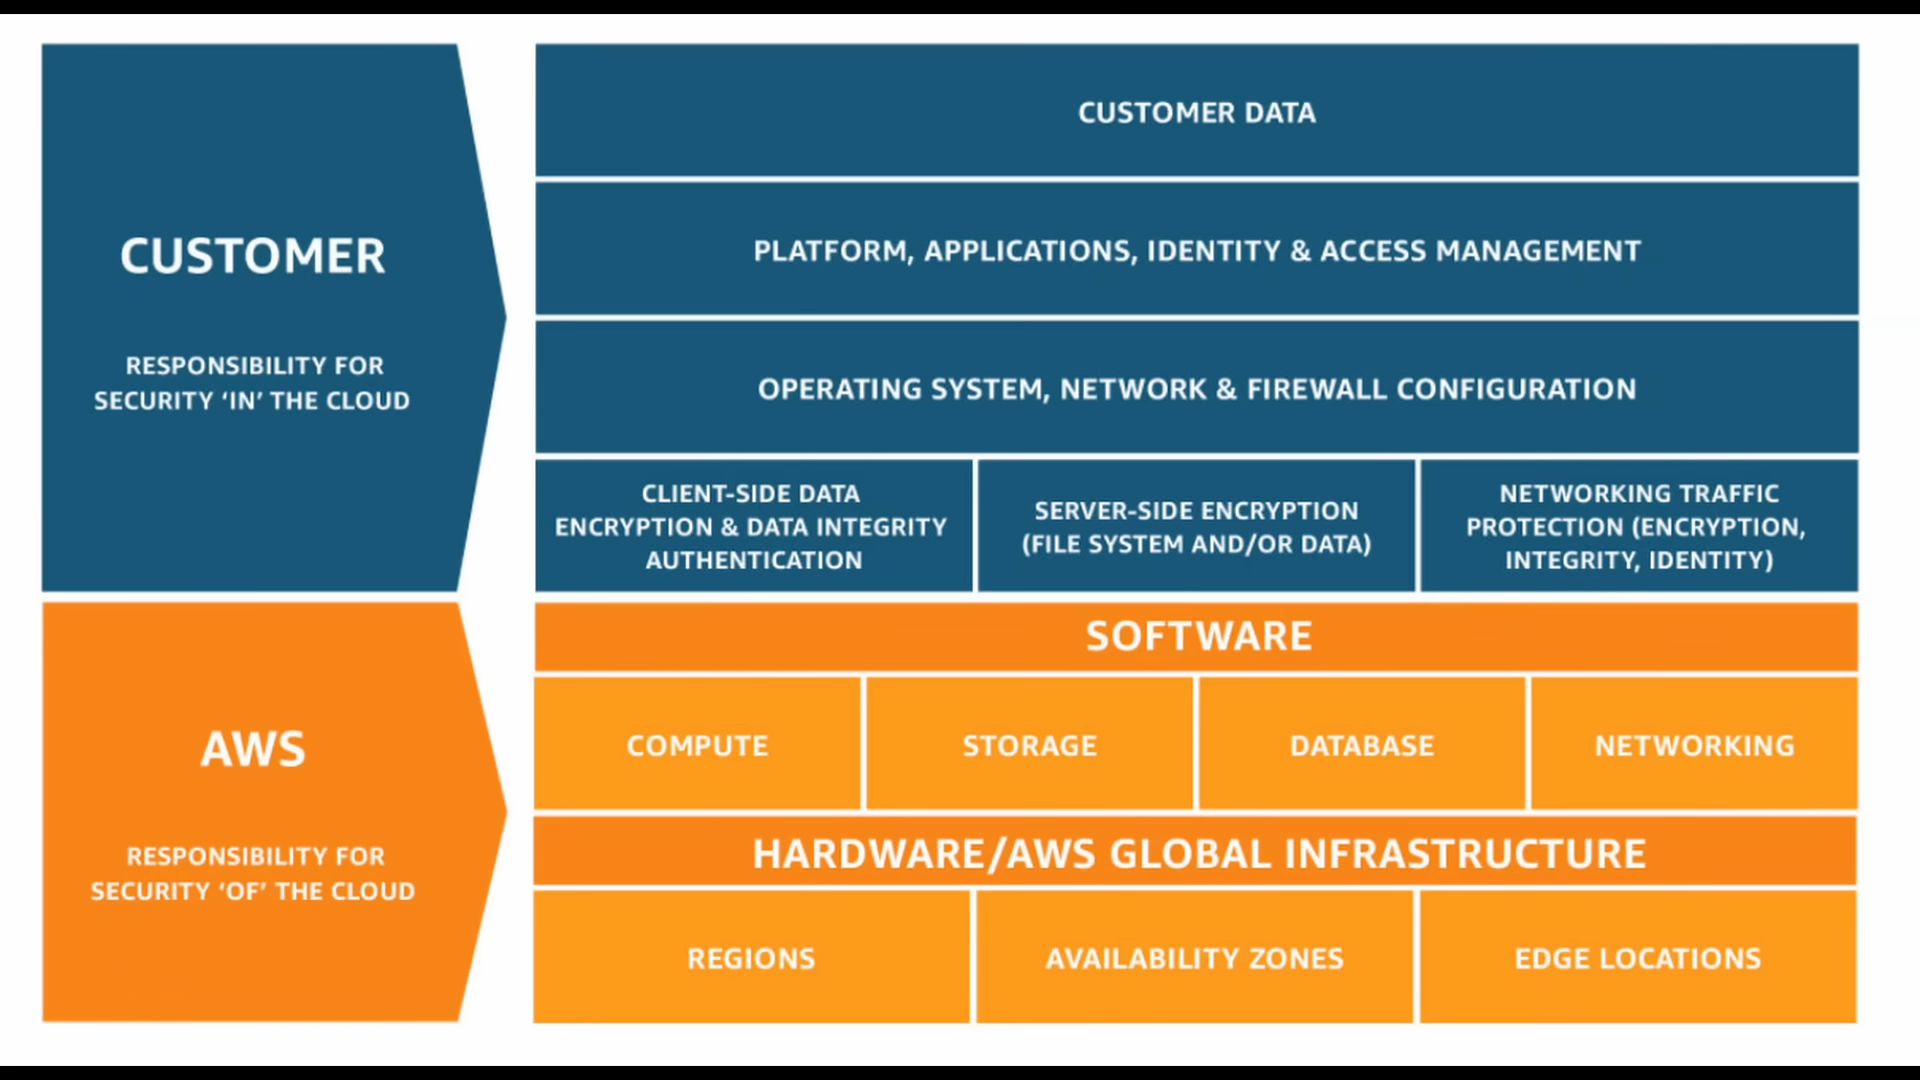 CUSTOMER
RESPONSIBILITY FOR
SECURITY ‘IN’ THE CLOUD
CUSTOMER DATA
PLATFORM, APPLICATIONS, IDENTITY & ACCESS MANAGEMENT
OPERATING SYSTEM, NETWORK & FIREWALL CONFIGURATION
CLIENT-SIDE DATA
ENCRYPTION & DATA INTEGRITY
AUTHENTICATION
SERVER-SIDE ENCRYPTION
(FILE SYSTEM AND/OR DATA)
NETWORKING TRAFFIC
PROTECTION (ENCRYPTION,
INTEGRITY, IDENTITY)
AWS
RESPONSIBILITY FOR
SECURITY ‘OF’ THE CLOUD
SOFTWARE
COMPUTE
STORAGE
DATABASE
NETWORKING
HARDWARE/AWS GLOBAL INFRASTRUCTURE
REGIONS
AVAILABILITY ZONES
EDGE LOCATIONS